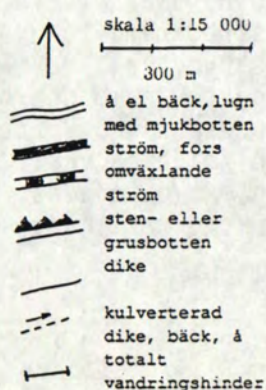 skala 1:15 000
300 m
å el bäck, lugn
med mjukbotten
ström, fors
omväxlande
ström
sten- eller
grusbotten
dike
kulverterad
dike, bäck, å
totalt
vandringshinder